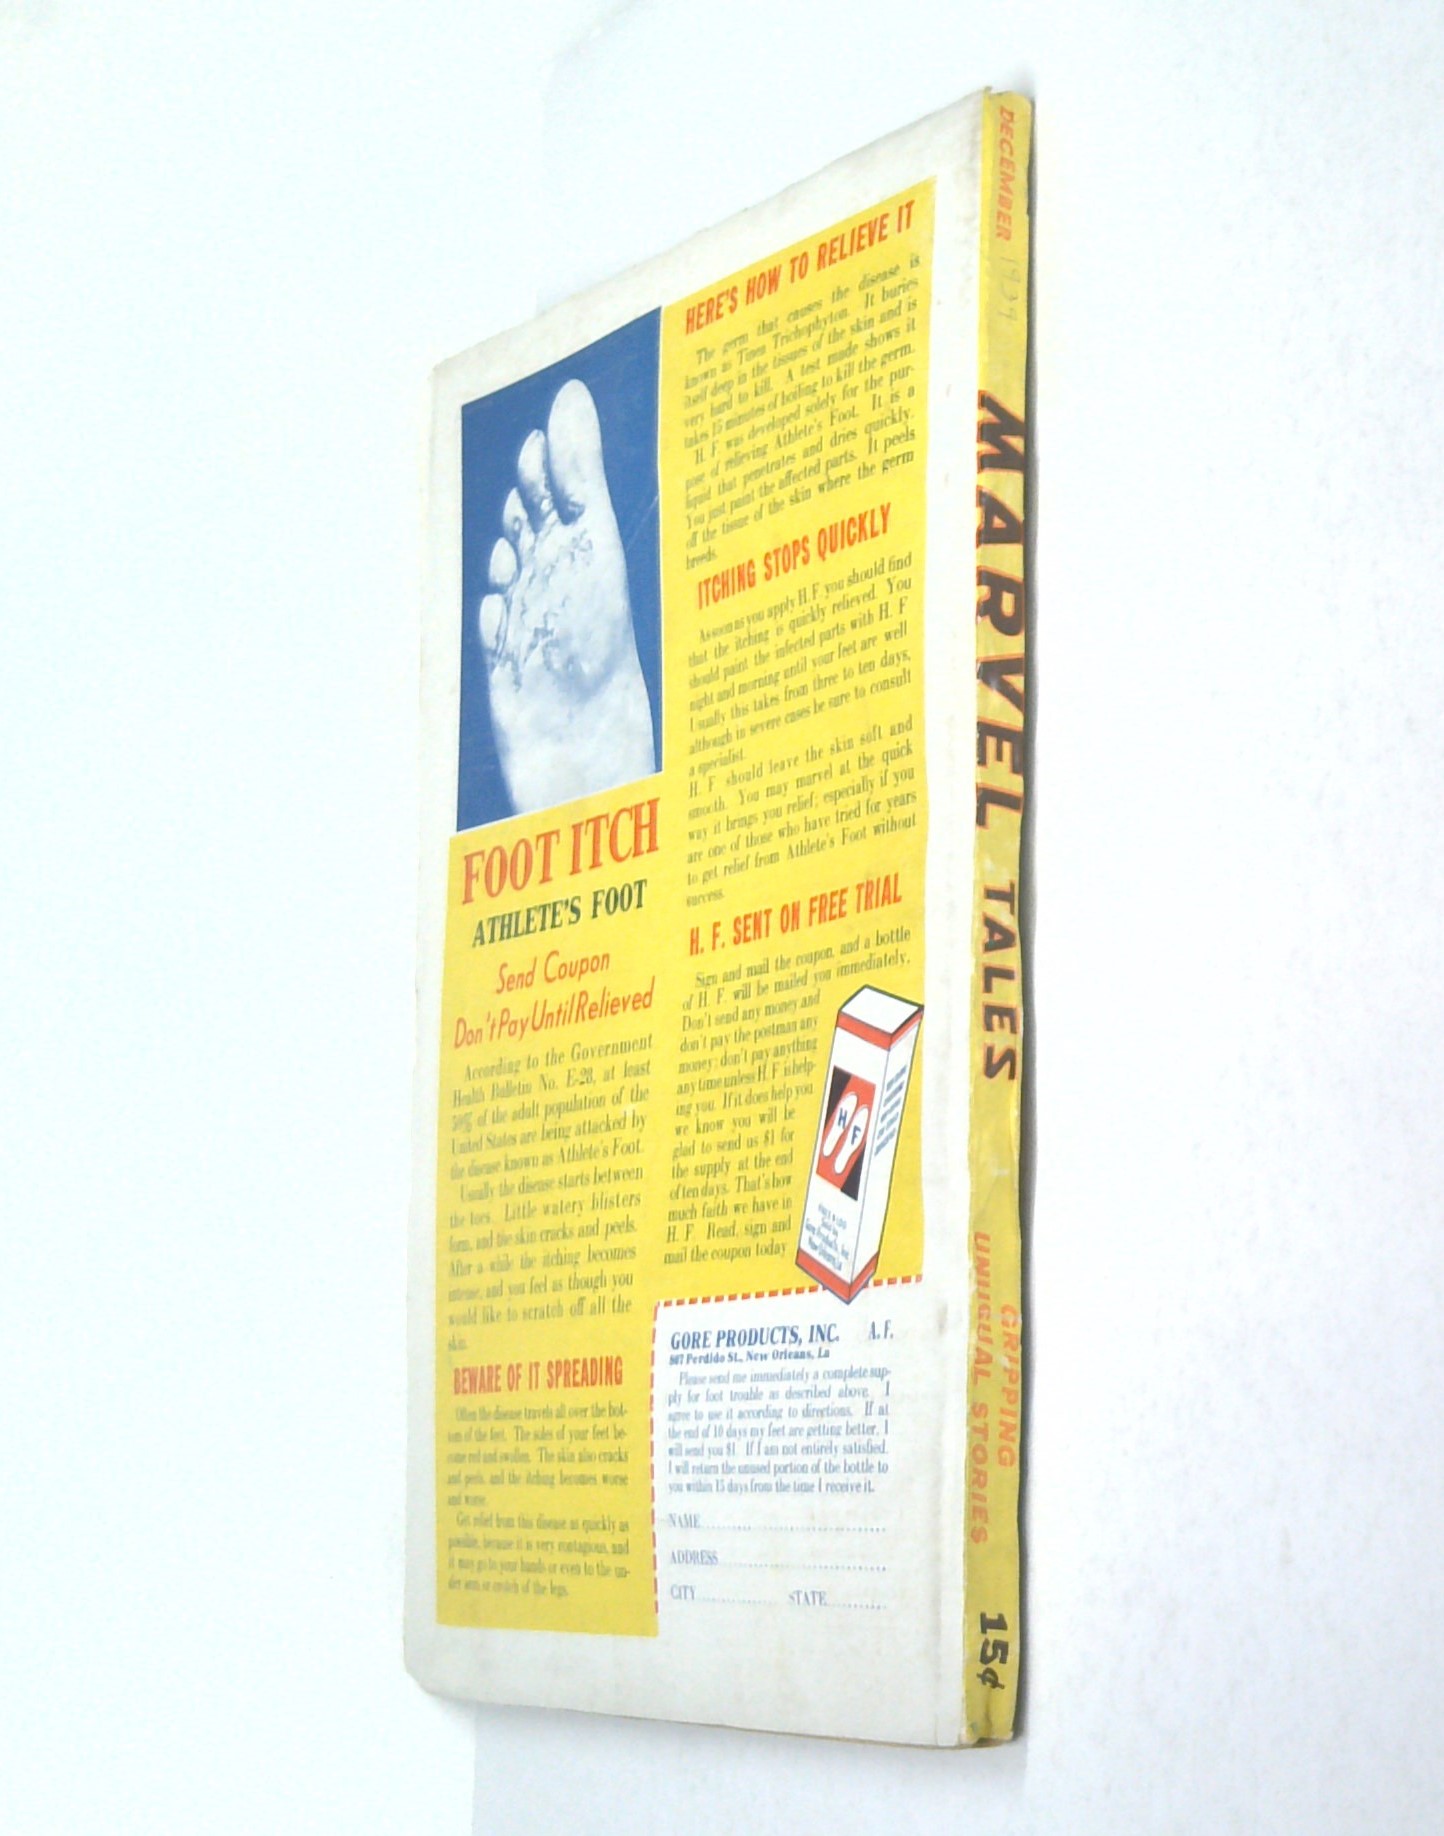 FOOT ITCH
ATHLETE'S FOOT
Send Coupon
Don't Pay Until Relieved
According to the Government
Health Bulletin No. E-28, at least
50% of the adult population of the
United States are being attacked by
the disease known as Athlete's Foot.
Usually the disease starts between
the toes. Little watery blisters
form, and the skin cracks and peels.
After a while the itching becomes
intense, and you feel as though you
would like to scratch off all the
skin.
BEWARE OF IT SPREADING
Often the disease travels all over the bot-
tom of the feet. The soles of your feet be-
come red and swollen. The skin also cracks
and peels, and the itching becomes worse
and worse.
Get relief from this disease as quickly as
possible, because it is very contagious, and
it may go to your hands or even to the un-
der arm or crotch of the legs.
HERE'S HOW TO RELIEVE IT
The germ that causes the disease is
known as Tinea Trichophyton. It buries
itself deep in the tissues of the skin and is
very hard to kill. A test made shows it
takes 15 minutes of boiling to kill the germ.
H. F. was developed solely for the pur-
pose of relieving Athlete's Foot. It is a
liquid that penetrates and dries quickly.
You just paint the affected parts. It peels
off the tissue of the skin where the germ
breeds.
ITCHING STOPS QUICKLY
As soon as you apply H. F. you should find
that the itching is quickly relieved. You
should paint the infected parts with H. F.
night and morning until your feet are well
Usually this takes from three to ten days,
although in severe cases be sure to consult
a specialist.
H. F. should leave the skin soft and
smooth. You may marvel at the quick
way it brings you relief; especially if you
are one of those who have tried for years
to get relief from Athlete's Foot without
success.
H. F. SENT ON FREE TRIAL
Sign and mail the coupon, and a bottle
of H. F. will be mailed you immediately.
Don't send any money and
don't pay the postman any
money; don't pay anything
any time unless H. F. is help-
ing you. If it does help you
we know you will be
glad to send us $1 for
the supply at the end
of ten days. That's how
much faith we have in
H. F. Read, sign and
mail the coupon today
H F
Gore Products, Inc.
New Orleans, La.
GORE PRODUCTS, INC. A. F.
807 Perdido St., New Orleans, La
Please send me immediately a complete sup-
ply for foot trouble as described above. I
agree to use it according to directions. If at
the end of 10 days my feet are getting better, I
will send you $1. If I am not entirely satisfied.
I will return the unused portion of the bottle to
you within 15 days from the time I receive it.
NAME
ADDRESS
CITY STATE
DECEMBER 1939
MARVEL TALES
GRIPPING
UNUSUAL STORIES
15¢